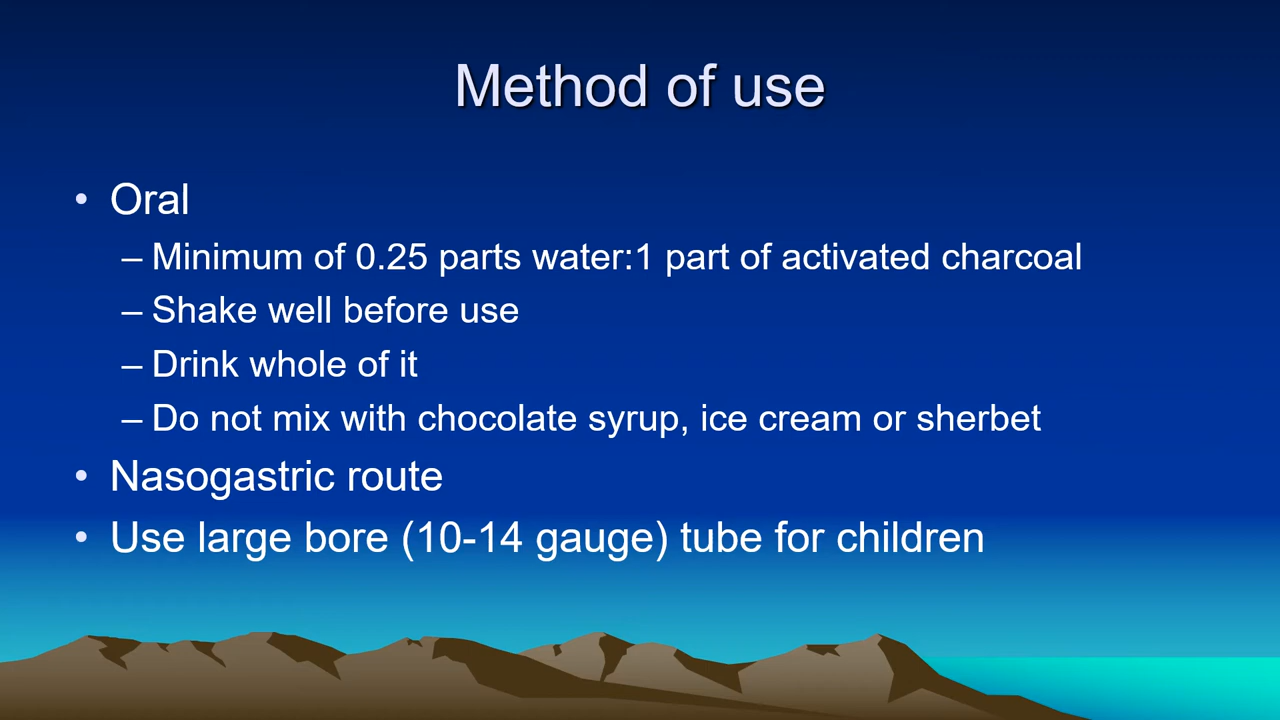 Method of use
• Oral
– Minimum of 0.25 parts water:1 part of activated charcoal
– Shake well before use
– Drink whole of it
– Do not mix with chocolate syrup, ice cream or sherbet
• Nasogastric route
• Use large bore (10-14 gauge) tube for children